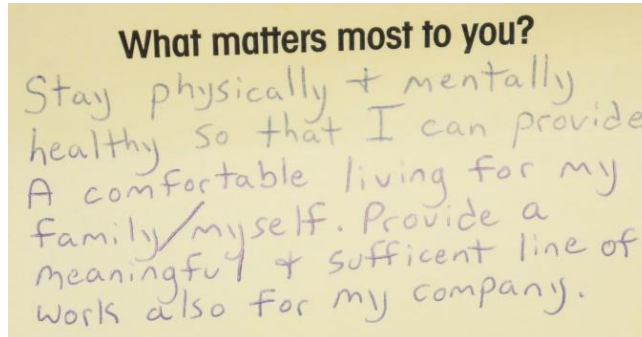 What matters most to you?
Stay physically + mentally
healthy so that I can provide
A comfortable living for my
family/myself. Provide a
meaningful + sufficent line of
work also for my company.